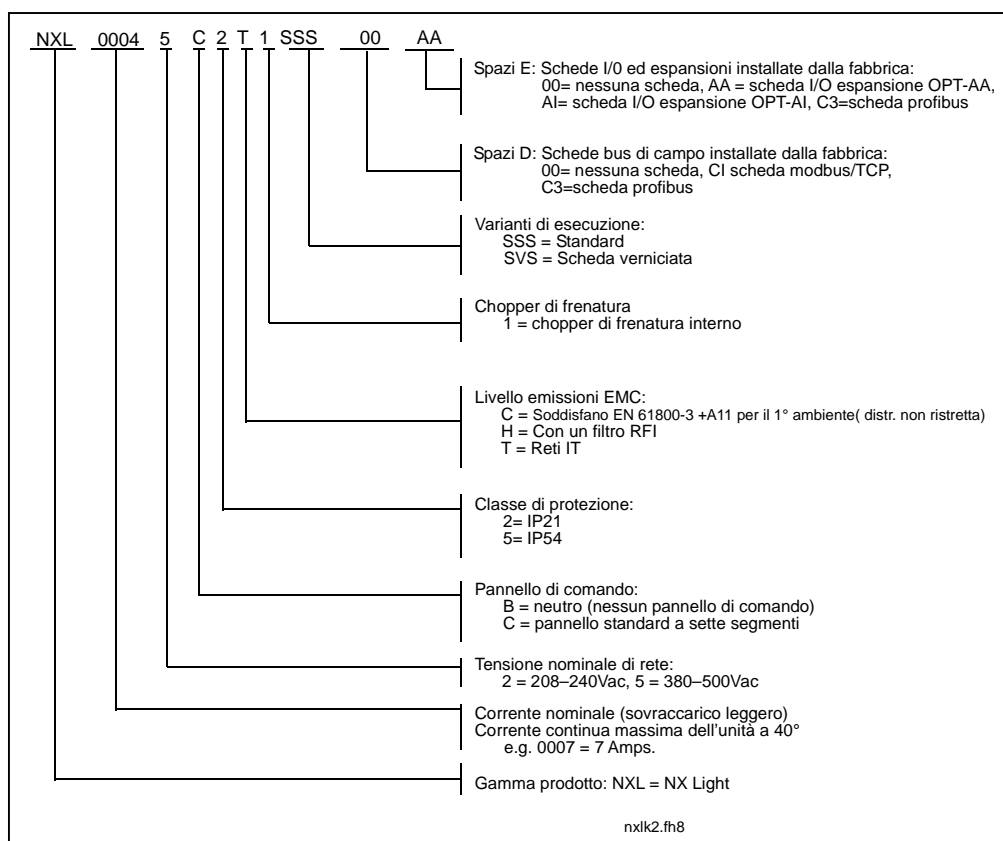 NXL 0004 5 C 2 T 1 SSS 00 AA
Spazi E: Schede I/0 ed espansioni installate dalla fabbrica:
00= nessuna scheda, AA = scheda I/O espansione OPT-AA,
AI= scheda I/O espansione OPT-AI, C3=scheda profibus
Spazi D: Schede bus di campo installate dalla fabbrica:
00= nessuna scheda, CI scheda modbus/TCP,
C3=scheda profibus
Varianti di esecuzione:
SSS = Standard
SVS = Scheda verniciata
Chopper di frenatura
1 = chopper di frenatura interno
Livello emissioni EMC:
C = Soddisfano EN 61800-3 +A11 per il 1° ambiente( distr. non ristretta)
H = Con un filtro RFI
T = Reti IT
Classe di protezione:
2= IP21
5= IP54
Pannello di comando:
B = neutro (nessun pannello di comando)
C = pannello standard a sette segmenti
Tensione nominale di rete:
2 = 208–240Vac, 5 = 380–500Vac
Corrente nominale (sovraccarico leggero)
Corrente continua massima dell'unità a 40°
e.g. 0007 = 7 Amps.
Gamma prodotto: NXL = NX Light
nxlk2.fh8